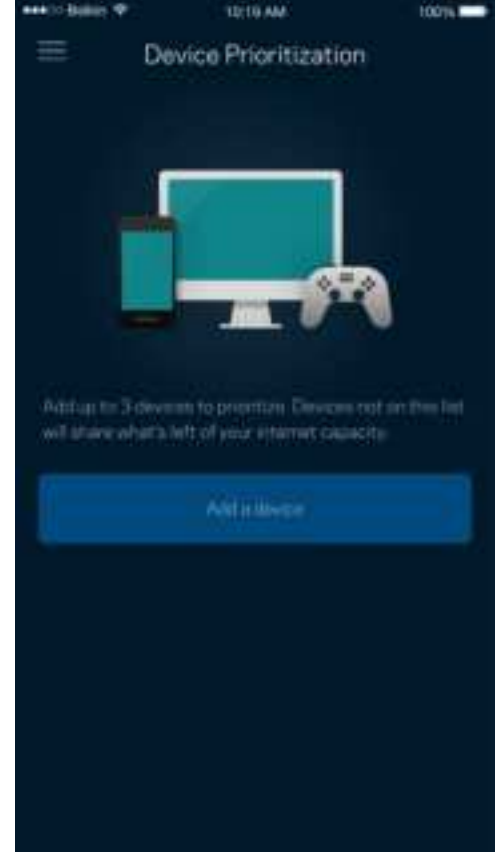 Belkin 10:19 AM 100%
Device Prioritization
Add up to 3 devices to prioritize. Devices not on this list
will share what's left of your internet capacity.
Add a device